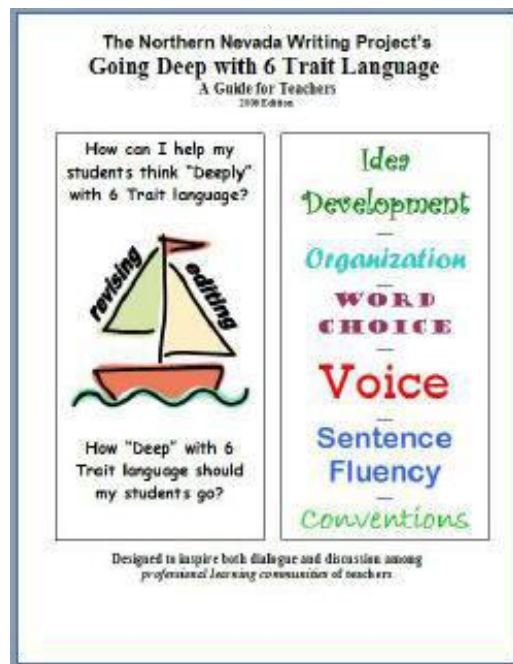 The Northern Nevada Writing Project's
Going Deep with 6 Trait Language
A Guide for Teachers
2006 Edition
How can I help my
students think "Deeply"
with 6 Trait language?
revising
editing
How "Deep" with 6
Trait language should
my students go?
Idea
Development
Organization
WORD
CHOICE
Voice
Sentence
Fluency
Conventions
Designed to inspire both dialogue and discussion among
professional learning communities of teachers